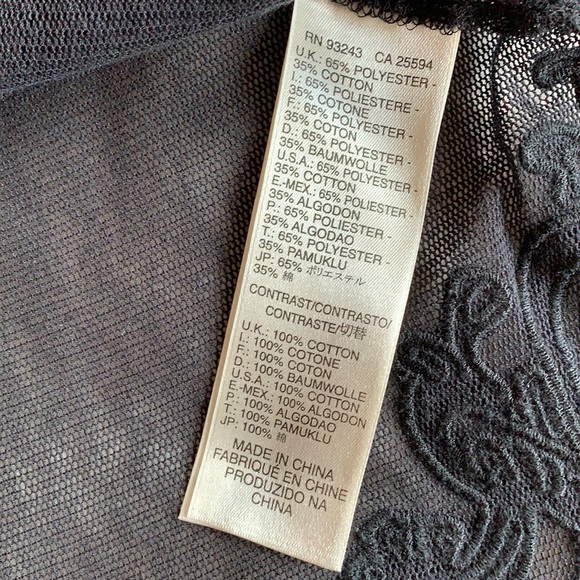 RN 93243 CA 25594
U.K.: 65% POLYESTER -
35% COTTON
I.: 65% POLIESTERE -
35% COTONE
F.: 65% POLYESTER -
35% COTON
D.: 65% POLYESTER -
35% BAUMWOLLE
U.S.A.: 65% POLYESTER -
35% COTTON
E.-MEX.: 65% POLIESTER -
35% ALGODON
P.: 65% POLIESTER -
35% ALGODAO
T.: 65% POLYESTER -
35% PAMUKLU
JP: 65% ポリエステル
35% 綿
CONTRAST/CONTRASTO/
CONTRASTE/切替
U.K.: 100% COTTON
I.: 100% COTONE
F.: 100% COTON
D.: 100% BAUMWOLLE
U.S.A.: 100% COTTON
E.-MEX.: 100% ALGODON
P.: 100% ALGODAO
T.: 100% PAMUKLU
JP: 100% 綿
MADE IN CHINA
FABRIQUÉ EN CHINE
PRODUZIDO NA
CHINA